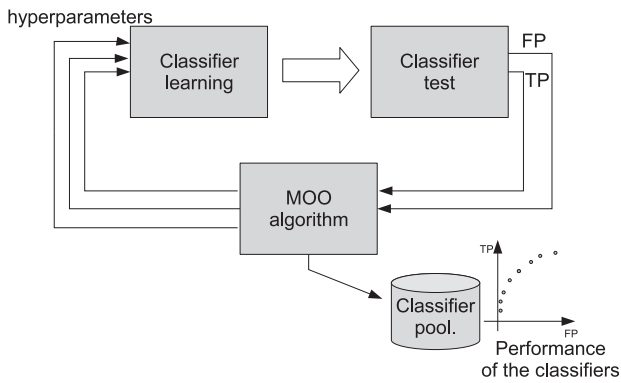 hyperparameters
Classifier
learning
Classifier
test
FP
TP
MOO
algorithm
TP
Classifier
pool.
FP
Performance
of the classifiers